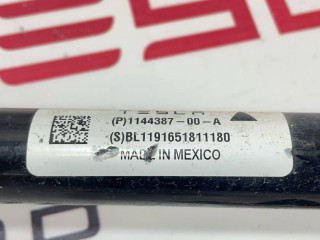 TESLA
(P)1144387-00-A
(S)BL1191651811180
MADE IN MEXICO